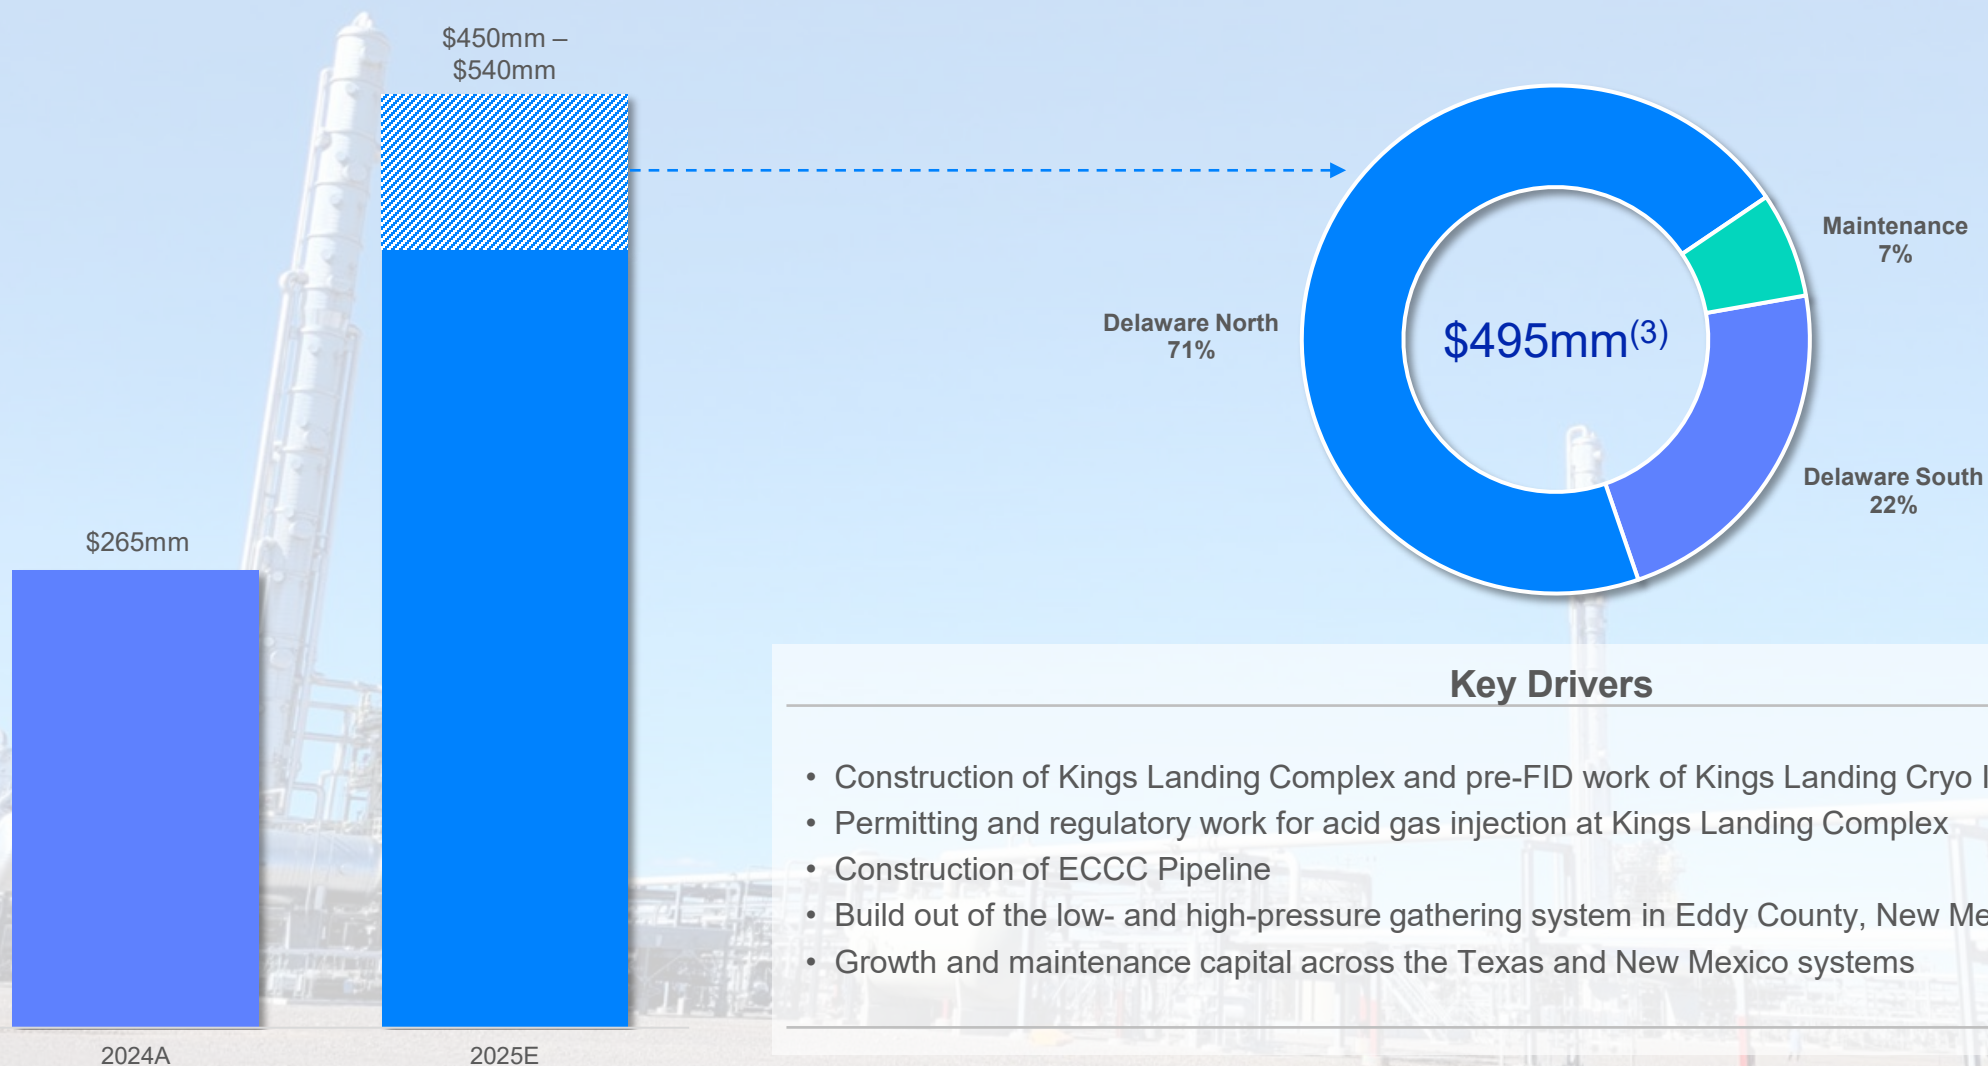 $450mm –
$540mm
$265mm
2024A
2025E
Maintenance
7%
Delaware North
71%
$495mm(3)
Delaware South
22%
Key Drivers
• Construction of Kings Landing Complex and pre-FID work of Kings Landing Cryo
• Permitting and regulatory work for acid gas injection at Kings Landing Complex
• Construction of ECCC Pipeline
• Build out of the low- and high-pressure gathering system in Eddy County, New
• Growth and maintenance capital across the Texas and New Mexico systems